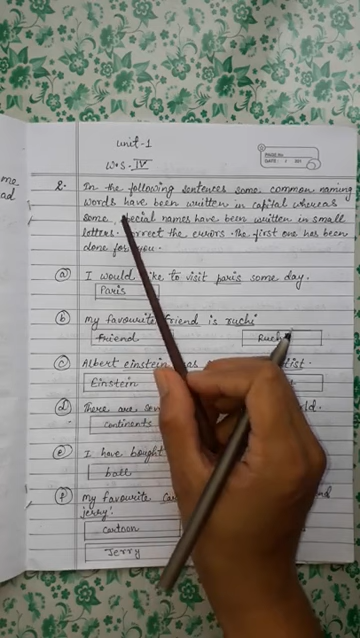 me
ad
unit-1
W.S. IV
PAGE NO.
DATE
2. In the following sentences some common naming
words have been written in capital whereas
some special names have been written in small
letters. Correct the errors. The first one has been
done for you.
(a) I would like to visit paris some day.
Paris
(b) My favourite Friend is ruchi
friend Ruchi
(c) Albert einstein
Einstein
(d) There are
continents
(e) I have bought
ball
(f) My favourite
jerry.
cartoon
Jerry